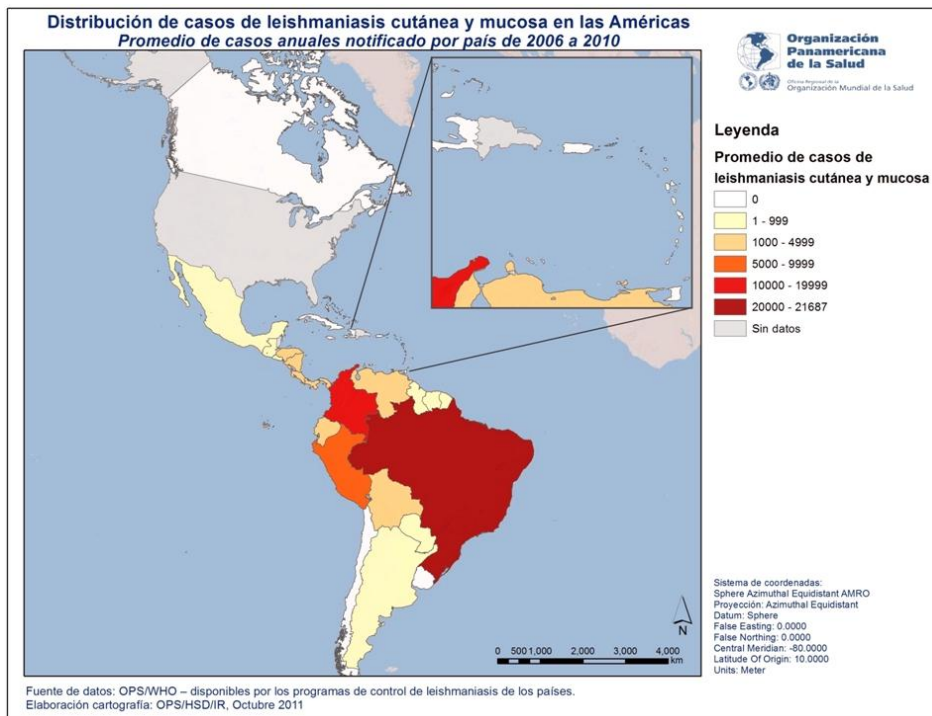 Distribución de casos de leishmaniasis cutánea y mucosa en las Américas
Promedio de casos anuales notificado por país de 2006 a 2010
Organización
Panamericana
de la Salud
Oficina Regional de la
Organización Mundial de la Salud
Leyenda
Promedio de casos de
leishmaniasis cutánea y mucosa
0
1 - 999
1000 - 4999
5000 - 9999
10000 - 19999
20000 - 21687
Sin datos
Sistema de coordenadas:
Sphere Azimuthal Equidistant AMRO
Proyección: Azimuthal Equidistant
Datum: Sphere
False Easting: 0.0000
False Northing: 0.0000
Central Meridian: -80.0000
Latitude Of Origin: 10.0000
Units: Meter
N
0 500 1,000 2,000 3,000 4,000
km
Fuente de datos: OPS/WHO – disponibles por los programas de control de leishmaniasis de los países.
Elaboración cartografía: OPS/HSD/IR, Octubre 2011